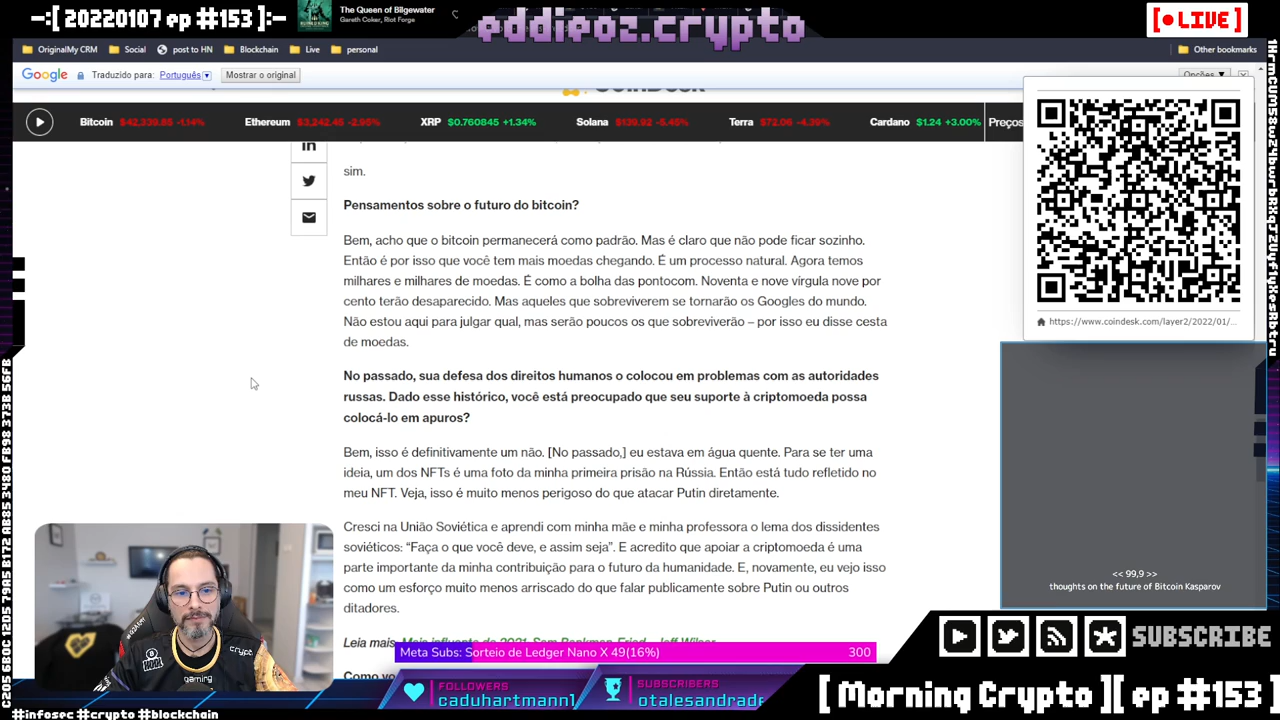 -:[ 20220107 ep #153 ]:-
The Queen of Bilgewater
Gareth Coker, Riot Forge
eddieoz.crypto
[●LIVE]
OriginalMy CRM
Social
post to HN
Blockchain
Live
personal
Other bookmarks
Google
Traduzido para: Português
Mostrar o original
Opções
CoinDesk
Bitcoin $42,339.65 -1.14%
Ethereum $3,242.46 -2.95%
XRP $0.760845 +1.34%
Solana $139.92 -5.45%
Terra $72.06 -4.39%
Cardano $1.24 +3.00%
Preços
sim.
Pensamentos sobre o futuro do bitcoin?
Bem, acho que o bitcoin permanecerá como padrão. Mas é claro que não pode ficar sozinho.
Então é por isso que você tem mais moedas chegando. É um processo natural. Agora temos
milhares e milhares de moedas. É como a bolha das pontocom. Noventa e nove vírgula nove por
cento terão desaparecido. Mas aqueles que sobreviverem se tornarão os Googles do mundo.
Não estou aqui para julgar qual, mas serão poucos os que sobreviverão – por isso eu disse cesta
de moedas.
No passado, sua defesa dos direitos humanos o colocou em problemas com as autoridades
russas. Dado esse histórico, você está preocupado que seu suporte à criptomoeda possa
colocá-lo em apuros?
Bem, isso é definitivamente um não. [No passado,] eu estava em água quente. Para se ter uma
ideia, um dos NFTs é uma foto da minha primeira prisão na Rússia. Então está tudo refletido no
meu NFT. Veja, isso é muito menos perigoso do que atacar Putin diretamente.
Cresci na União Soviética e aprendi com minha mãe e minha professora o lema dos dissidentes
soviéticos: “Faça o que você deve, e assim seja”. E acredito que apoiar a criptomoeda é uma
parte importante da minha contribuição para o futuro da humanidade. E, novamente, eu vejo isso
como um esforço muito menos arriscado do que falar publicamente sobre Putin ou outros
ditadores.
Leia mais: Mais influente de 2021: Sam Bankman-Fried – Jeff Wilser
https://www.coindesk.com/layer2/2022/01/...
<< 99,9 >>
thoughts on the future of Bitcoin Kasparov
crypt
gaming
Meta Subs: Sorteio de Ledger Nano X 49(16%)
300
FOLLOWERS
caduhartmann1
SUBSCRIBERS
otalesandrade
SUBSCRIBE
[ Morning Crypto ][ ep #153 ]
#infosec #crypto #blockchain